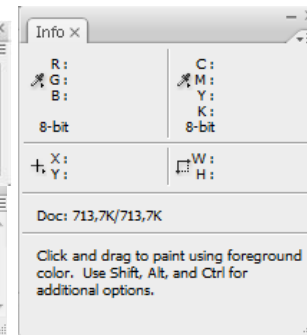 Info ×
R: C:
G: M:
B: Y:
K:
8-bit 8-bit
X: W:
Y: H:
Doc: 713,7K/713,7K
Click and drag to paint using foreground
color. Use Shift, Alt, and Ctrl for
additional options.